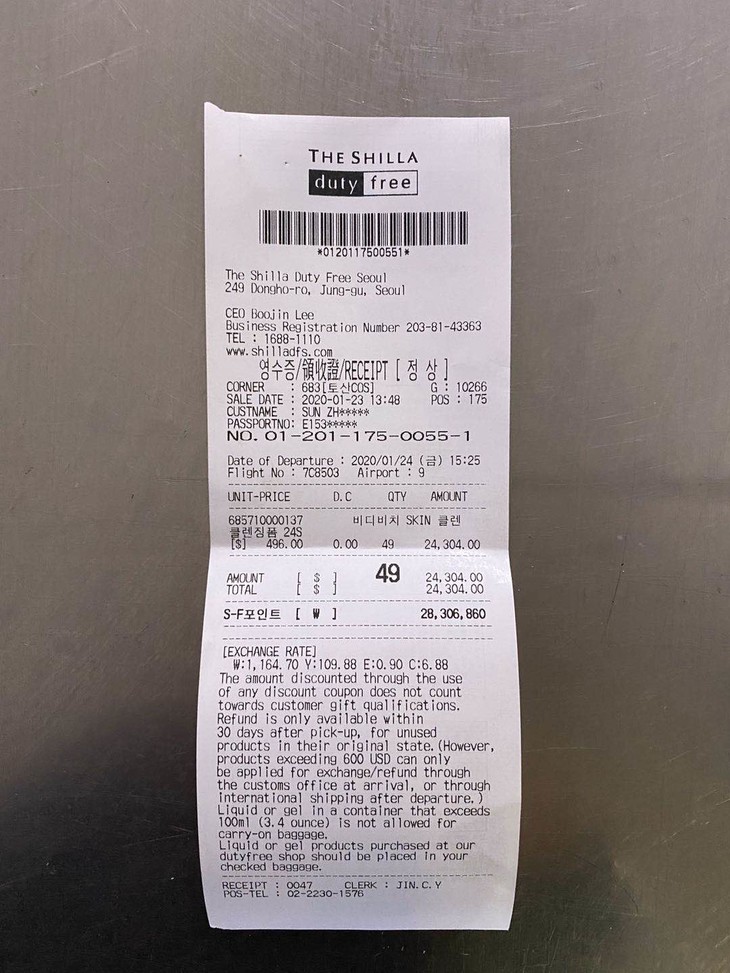 THE SHILLA
duty free
*0120117500551*
The Shilla Duty Free Seoul
249 Dongho-ro, Jung-gu, Seoul
CEO Boojin Lee
Business Registration Number 203-81-43363
TEL : 1688-1110
www.shilladfs.com
영수증/領收證/RECEIPT [ 정 상 ]
CORNER : 683[토산COS] G : 10266
SALE DATE : 2020-01-23 13:48 POS : 175
CUSTNAME : SUN ZH*****
PASSPORTNO: E153*****
NO. 01-201-175-0055-1
Date of Departure : 2020/01/24 (금) 15:25
Flight No : 7C8503 Airport : 9
UNIT-PRICE D.C QTY AMOUNT
685710000137 비디비치 SKIN 클렌
클렌징폼 24S
[$] 496.00 0.00 49 24,304.00
AMOUNT [ $ ] 49 24,304.00
TOTAL [ $ ] 24,304.00
S-F포인트 [ ₩ ] 28,306,860
[EXCHANGE RATE]
₩:1,164.70 Y:109.88 E:0.90 C:6.88
The amount discounted through the use
of any discount coupon does not count
towards customer gift qualifications.
Refund is only available within
30 days after pick-up, for unused
products in their original state.(However,
products exceeding 600 USD can only
be applied for exchange/refund through
the customs office at arrival, or through
international shipping after departure.)
Liquid or gel in a container that exceeds
100ml (3.4 ounce) is not allowed for
carry-on baggage.
Liquid or gel products purchased at our
dutyfree shop should be placed in your
checked baggage.
RECEIPT : 0047 CLERK : JIN.C.Y
POS-TEL : 02-2230-1576